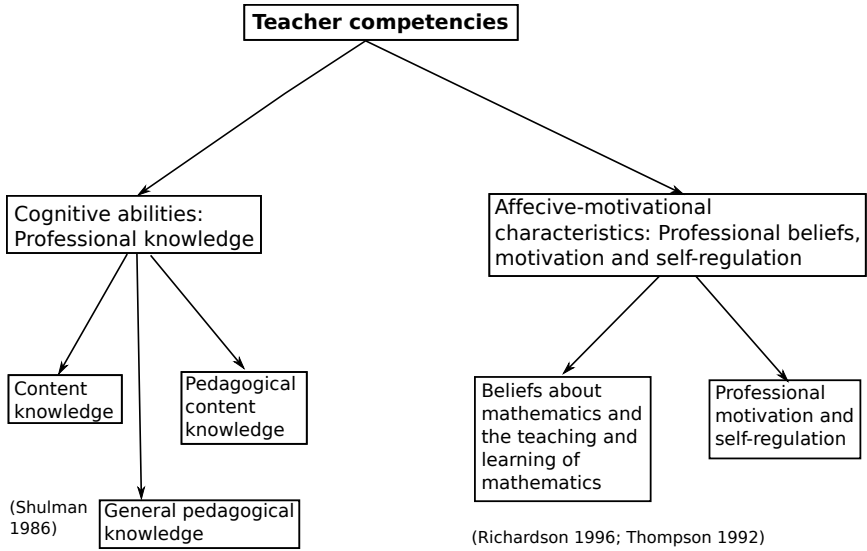 Teacher competencies
Cognitive abilities:
Professional knowledge
Affecive-motivational
characteristics: Professional beliefs,
motivation and self-regulation
Content
knowledge
Pedagogical
content
knowledge
Beliefs about
mathematics and
the teaching and
learning of
mathematics
Professional
motivation and
self-regulation
(Shulman
1986)
General pedagogical
knowledge
(Richardson 1996; Thompson 1992)